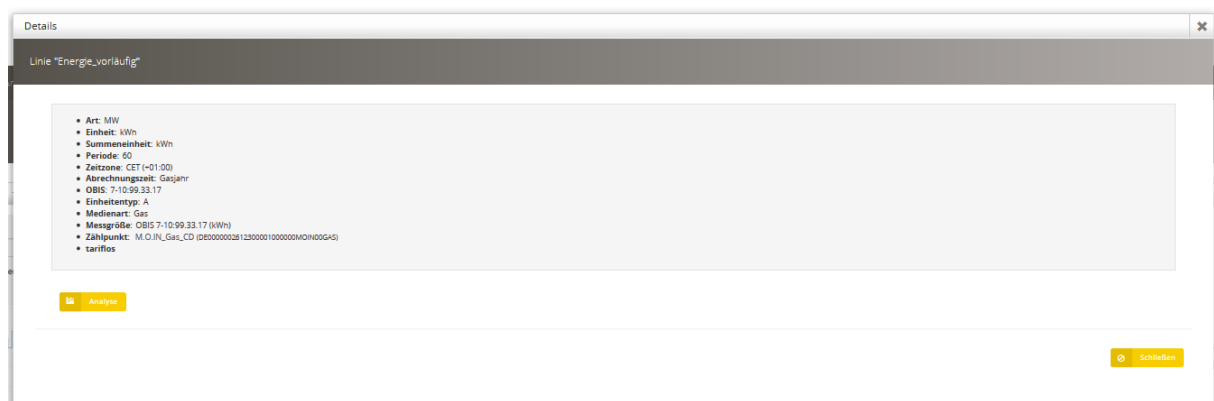 Details
Linie "Energie_vorläufig"
Art: MW
Einheit: kWh
Summeneinheit: kWh
Periode: 60
Zeitzone: CET (+01:00)
Abrechnungszeit: Gasjahr
OBIS: 7-10:99.33.17
Einheitentyp: A
Medienart: Gas
Messgröße: OBIS 7-10:99.33.17 (kWh)
Zählpunkt: M.O.IN_Gas_CD (DE0000002612300001000000MOIN00GAS)
tariflos
Analyse
Schließen